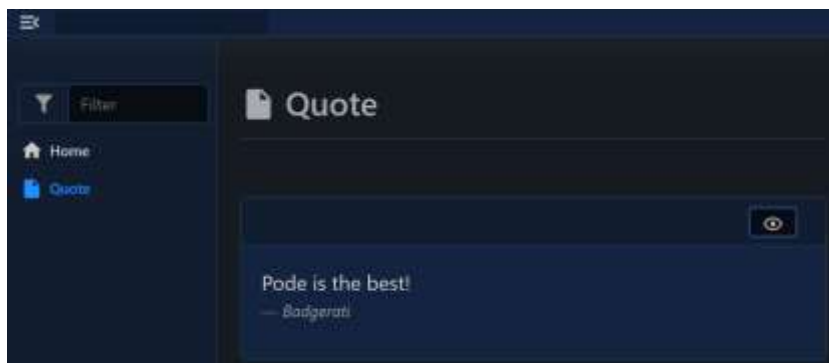 Filter
Quote
Home
Quote
Pode is the best!
— Badgerati